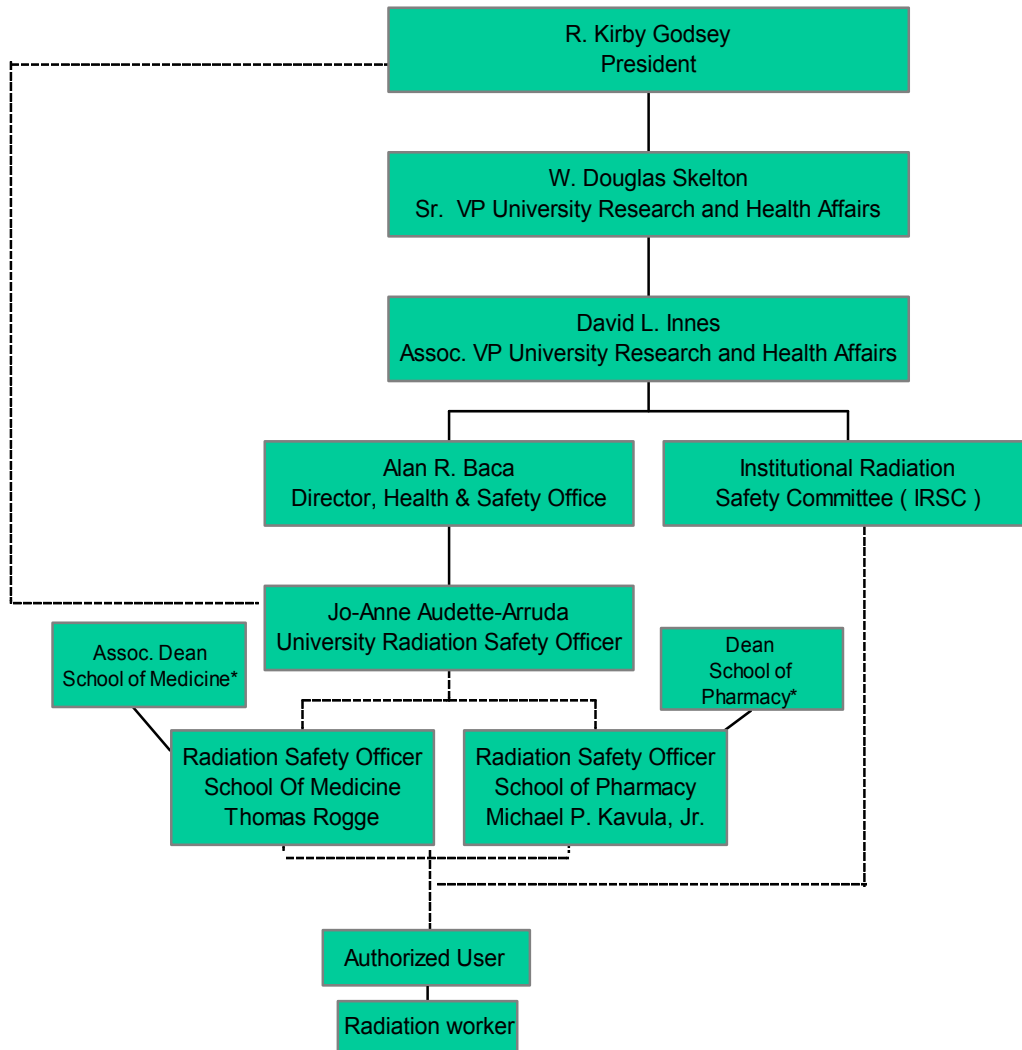 R. Kirby Godsey
President
W. Douglas Skelton
Sr. VP University Research and Health Affairs
David L. Innes
Assoc. VP University Research and Health Affairs
Alan R. Baca
Director, Health & Safety Office
Institutional Radiation
Safety Committee ( IRSC )
Jo-Anne Audette-Arruda
University Radiation Safety Officer
Assoc. Dean
School of Medicine*
Dean
School of
Pharmacy*
Radiation Safety Officer
School Of Medicine
Thomas Rogge
Radiation Safety Officer
School of Pharmacy
Michael P. Kavula, Jr.
Authorized User
Radiation worker